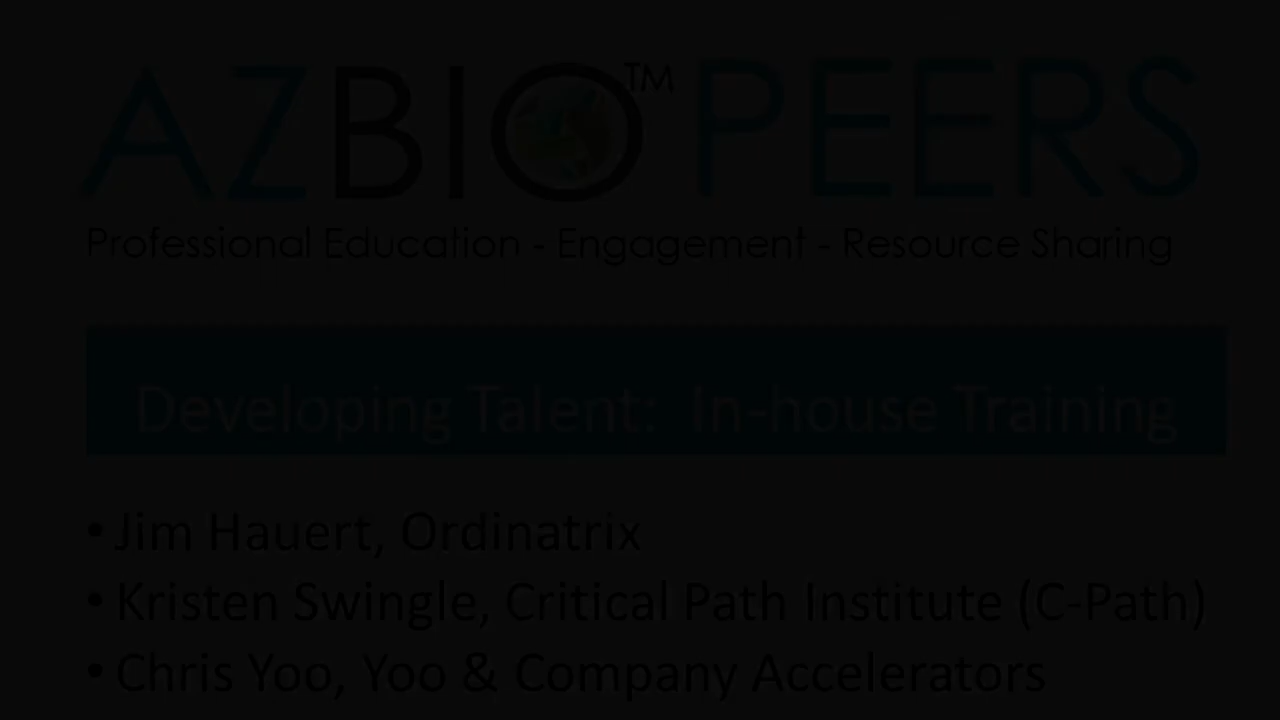 AZBIO™ PEERS
Professional Education - Engagement - Resource Sharing
Developing Talent: In-house Training
• Jim Hauert, Ordinatrix
• Kristen Swingle, Critical Path Institute (C-Path)
• Chris Yoo, Yoo & Company Accelerators